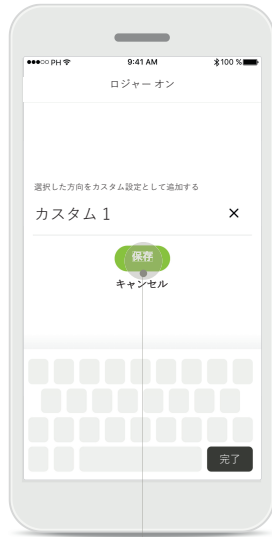 ●●●○○ PH 9:41 AM 100 %
ロジャー オン
選択した方向をカスタム設定として追加する
カスタム 1 ×
保存
キャンセル
完了